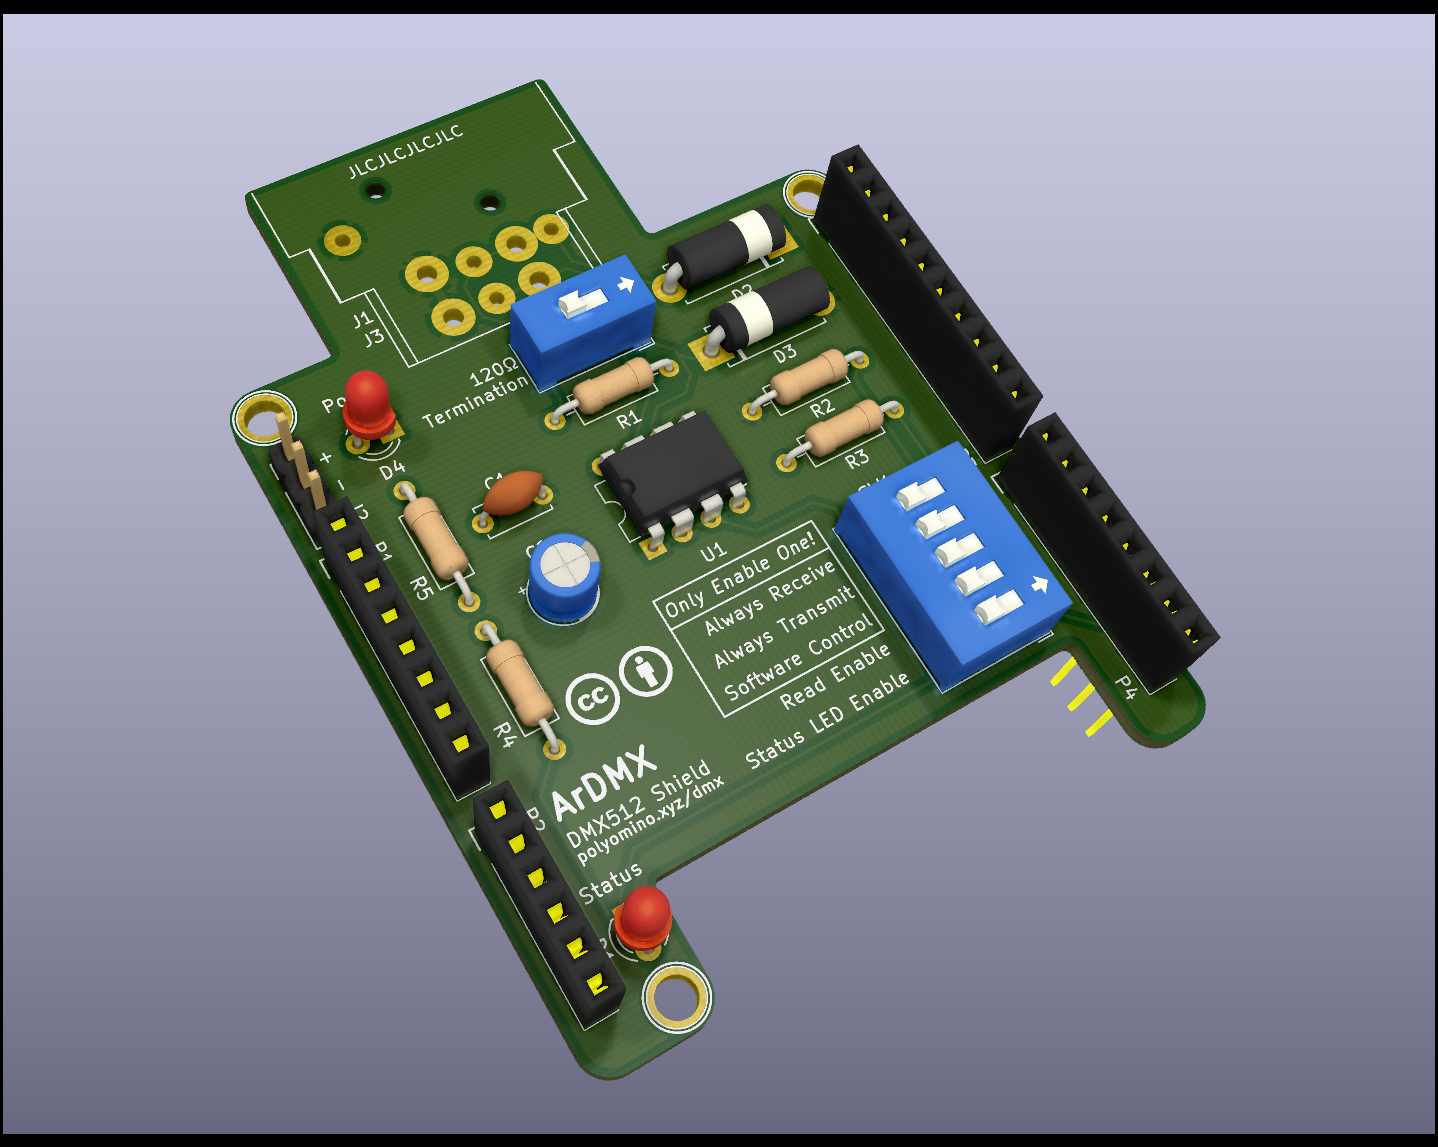 JLCJLCJLCJLC
J1
J3
120Ω
Termination
D2
D3
R1
R2
R3
+
-
D4
R5
U1
+
Only Enable One!
Always Receive
Always Transmit
Software Control
Read Enable
Status LED Enable
cc
R4
P4
ArDMX
DMX512 Shield
polyomino.xyz/dmx
Status